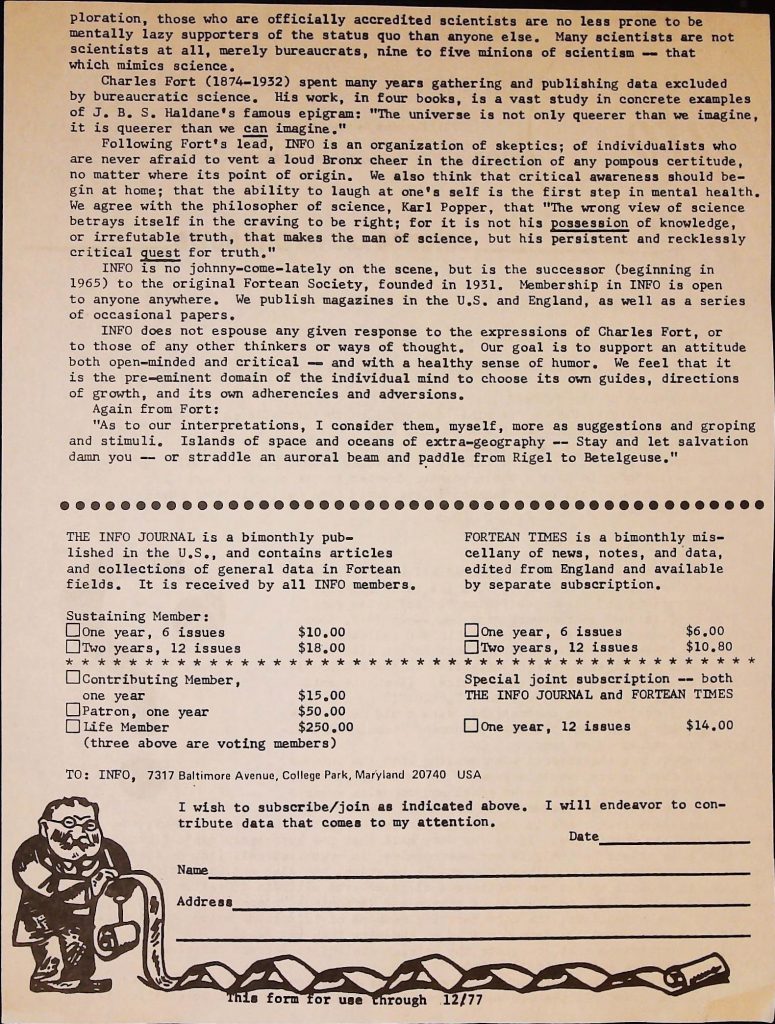 ploration, those who are officially accredited scientists are no less prone to be
mentally lazy supporters of the status quo than anyone else. Many scientists are not
scientists at all, merely bureaucrats, nine to five minions of scientism — that
which mimics science.
Charles Fort (1874-1932) spent many years gathering and publishing data excluded
by bureaucratic science. His work, in four books, is a vast study in concrete examples
of J. B. S. Haldane's famous epigram: "The universe is not only queerer than we imagine,
it is queerer than we can imagine."
Following Fort's lead, INFO is an organization of skeptics; of individualists who
are never afraid to vent a loud Bronx cheer in the direction of any pompous certitude,
no matter where its point of origin. We also think that critical awareness should be-
gin at home; that the ability to laugh at one's self is the first step in mental health.
We agree with the philosopher of science, Karl Popper, that "The wrong view of science
betrays itself in the craving to be right; for it is not his possession of knowledge,
or irrefutable truth, that makes the man of science, but his persistent and recklessly
critical quest for truth."
INFO is no johnny-come-lately on the scene, but is the successor (beginning in
1965) to the original Fortean Society, founded in 1931. Membership in INFO is open
to anyone anywhere. We publish magazines in the U.S. and England, as well as a series
of occasional papers.
INFO does not espouse any given response to the expressions of Charles Fort, or
to those of any other thinkers or ways of thought. Our goal is to support an attitude
both open-minded and critical — and with a healthy sense of humor. We feel that it
is the pre-eminent domain of the individual mind to choose its own guides, directions
of growth, and its own adherencies and adversions.
Again from Fort:
"As to our interpretations, I consider them, myself, more as suggestions and groping
and stimuli. Islands of space and oceans of extra-geography -- Stay and let salvation
damn you — or straddle an auroral beam and paddle from Rigel to Betelgeuse."
THE INFO JOURNAL is a bimonthly pub-
lished in the U.S., and contains articles
and collections of general data in Fortean
fields. It is received by all INFO members.
Sustaining Member:
One year, 6 issues $10.00
Two years, 12 issues $18.00
Contributing Member,
one year $15.00
Patron, one year $50.00
Life Member $250.00
(three above are voting members)
FORTEAN TIMES is a bimonthly mis-
cellany of news, notes, and data,
edited from England and available
by separate subscription.
One year, 6 issues $6.00
Two years, 12 issues $10.80
Special joint subscription -- both
THE INFO JOURNAL and FORTEAN TIMES
One year, 12 issues $14.00
TO: INFO, 7317 Baltimore Avenue, College Park, Maryland 20740 USA
I wish to subscribe/join as indicated above. I will endeavor to con-
tribute data that comes to my attention.
Date
Name
Address
This form for use through 12/77